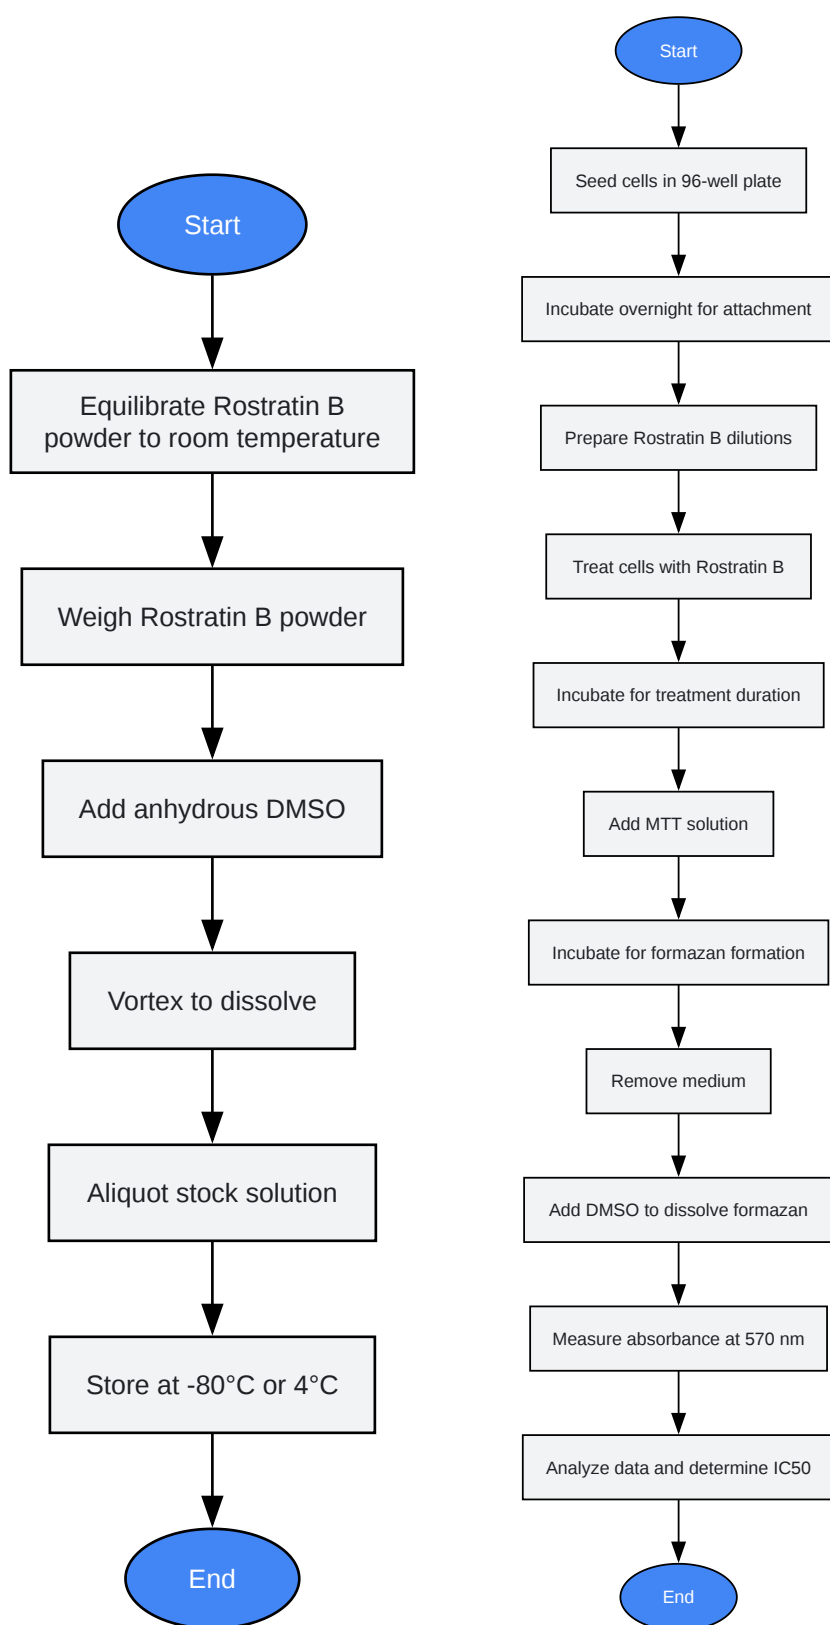 Start
Equilibrate Rostratin B
powder to room temperature
Weigh Rostratin B powder
Add anhydrous DMSO
Vortex to dissolve
Aliquot stock solution
Store at -80°C or 4°C
End
Start
Seed cells in 96-well plate
Incubate overnight for attachment
Prepare Rostratin B dilutions
Treat cells with Rostratin B
Incubate for treatment duration
Add MTT solution
Incubate for formazan formation
Remove medium
Add DMSO to dissolve formazan
Measure absorbance at 570 nm
Analyze data and determine IC50
End